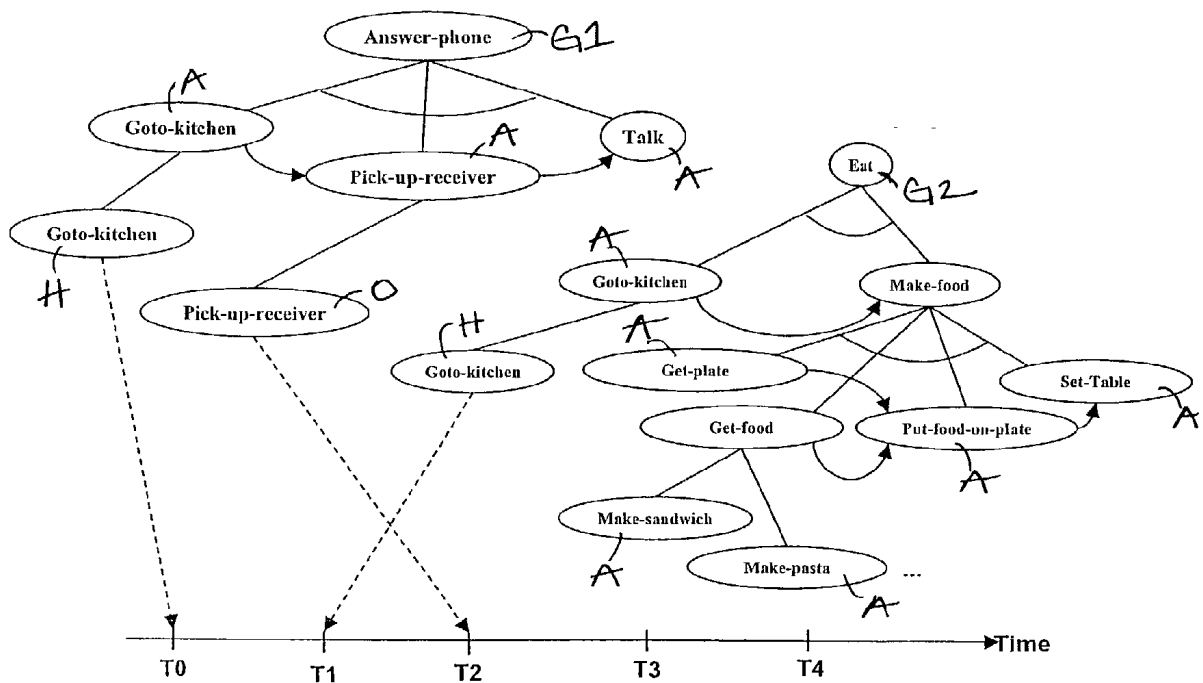 Answer-phone
G1
A
Goto-kitchen
Talk
A
A
Pick-up-receiver
Eat
G2
Goto-kitchen
H
A
Goto-kitchen
Make-food
Pick-up-receiver
O
H
Goto-kitchen
A
Get-plate
Set-Table
A
Get-food
Put-food-on-plate
A
Make-sandwich
A
Make-pasta
A
...
Time
T0
T1
T2
T3
T4